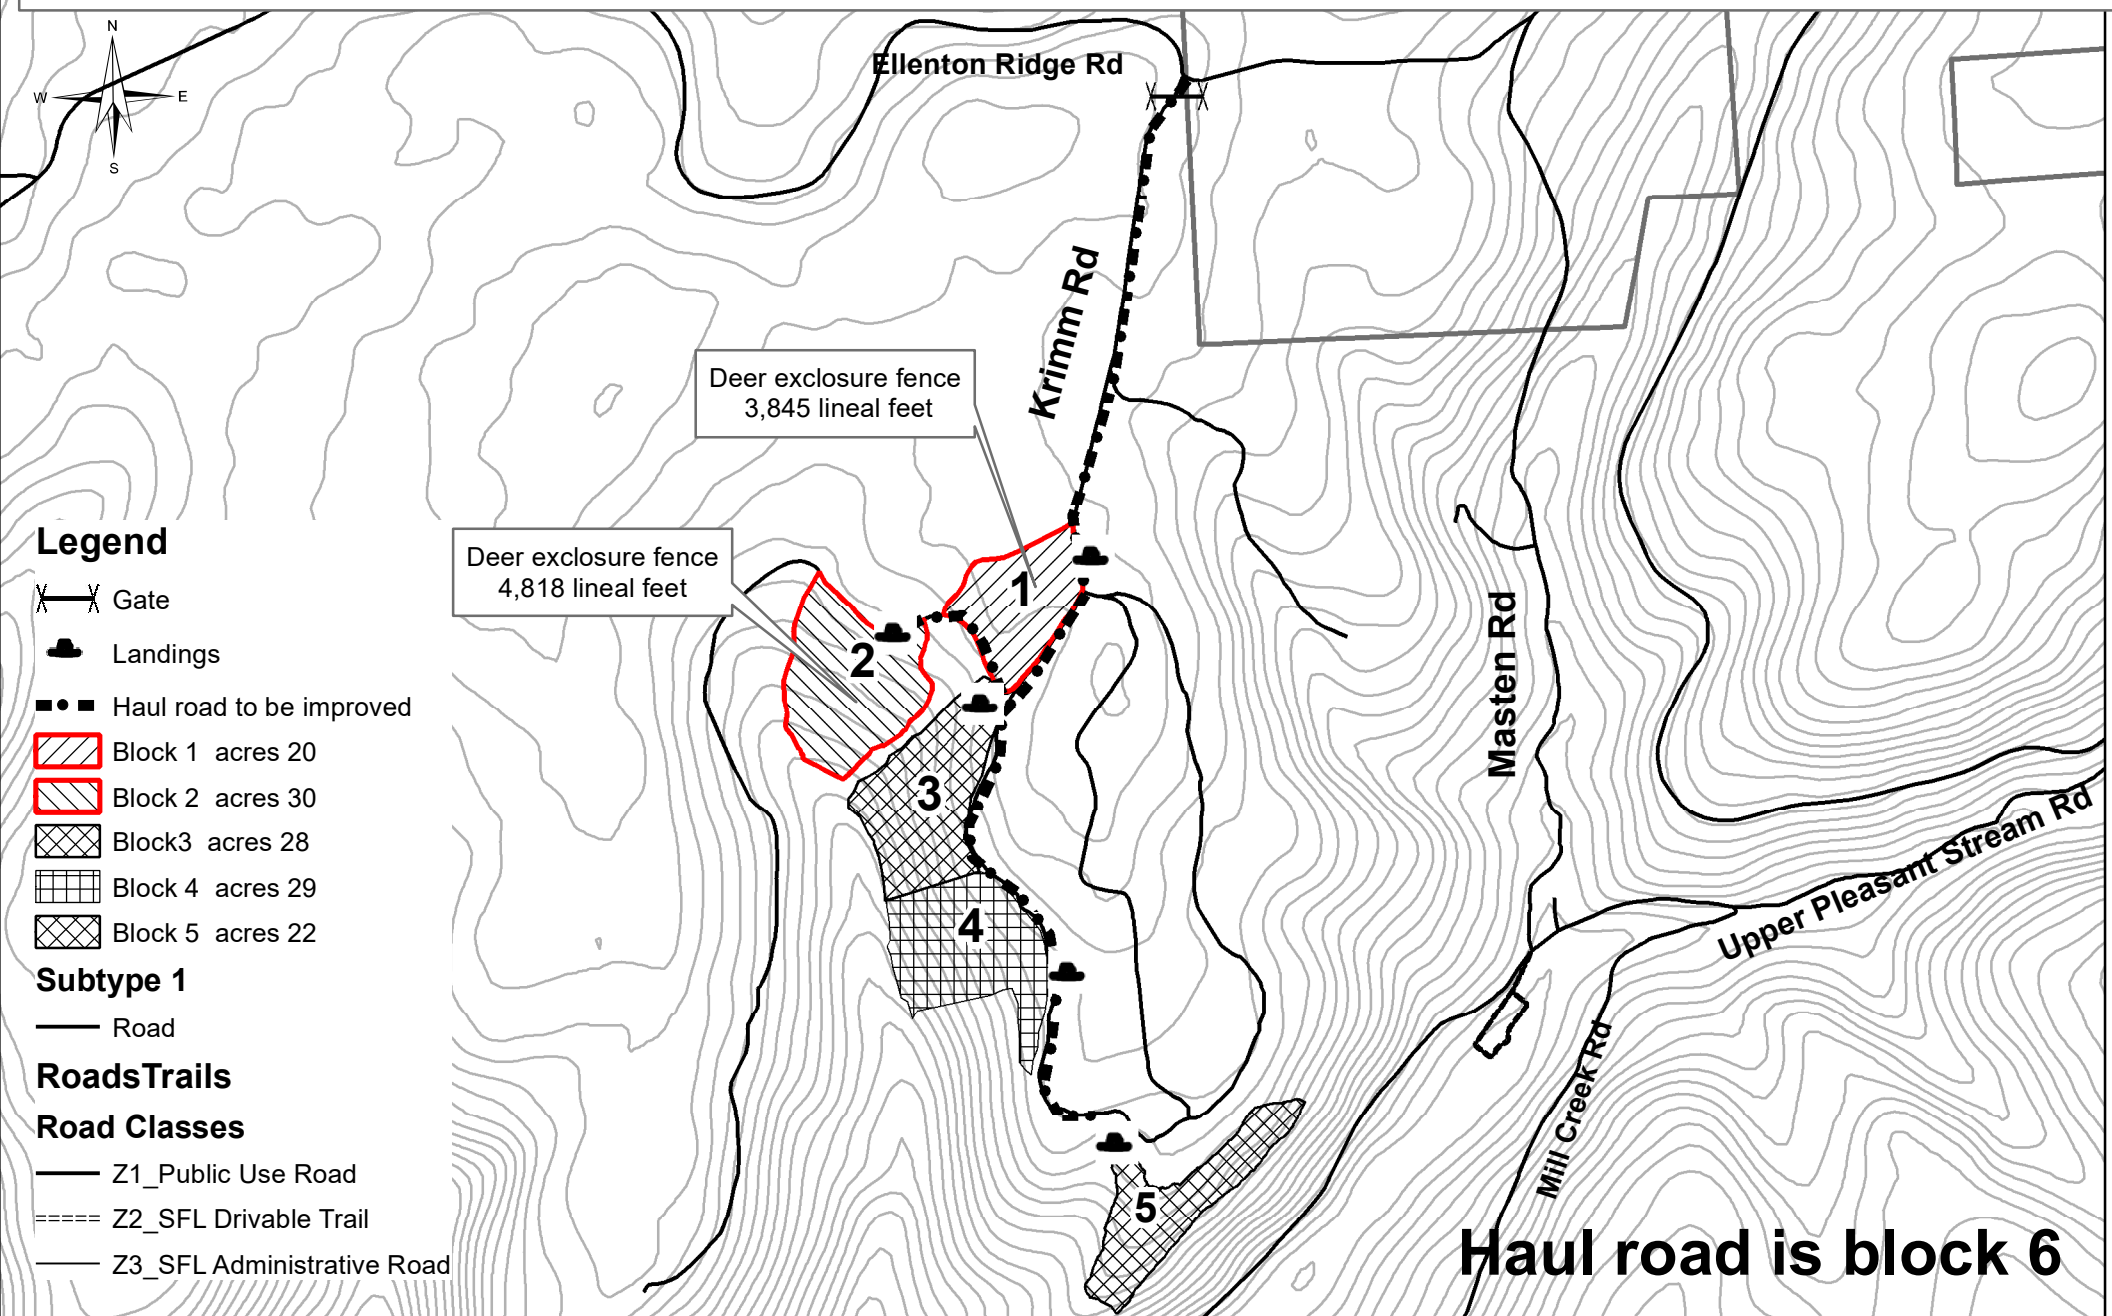 N
W
E
S
Ellenton Ridge Rd
Krimm Rd
Deer exclosure fence
3,845 lineal feet
Deer exclosure fence
4,818 lineal feet
1
2
3
4
5
Masten Rd
Upper Pleasant Stream Rd
Mill Creek Rd
Legend
Gate
Landings
Haul road to be improved
Block 1 acres 20
Block 2 acres 30
Block3 acres 28
Block 4 acres 29
Block 5 acres 22
Subtype 1
Road
RoadsTrails
Road Classes
Z1_Public Use Road
Z2_SFL Drivable Trail
Z3_SFL Administrative Road
Haul road is block 6